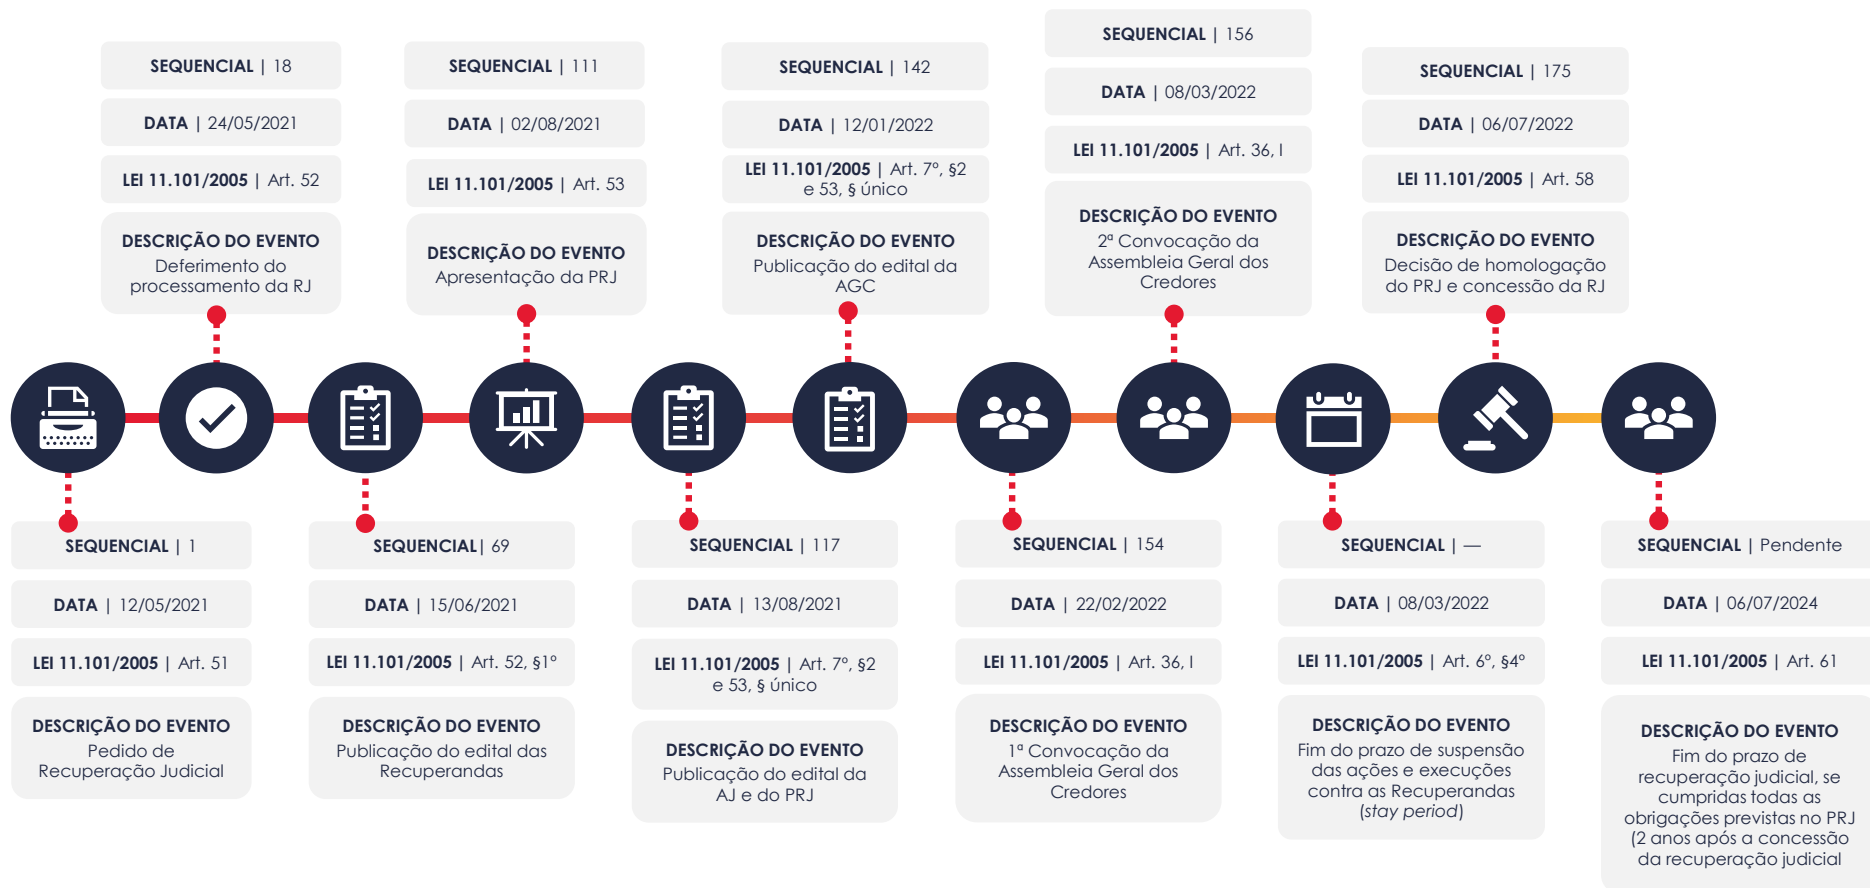 SEQUENCIAL | 18
DATA | 24/05/2021
LEI 11.101/2005 | Art. 52
DESCRIÇÃO DO EVENTO
Deferimento do
processamento da RJ
SEQUENCIAL | 111
DATA | 02/08/2021
LEI 11.101/2005 | Art. 53
DESCRIÇÃO DO EVENTO
Apresentação da PRJ
SEQUENCIAL | 142
DATA | 12/01/2022
LEI 11.101/2005 | Art. 7º, §2
e 53, § único
DESCRIÇÃO DO EVENTO
Publicação do edital da
AGC
SEQUENCIAL | 156
DATA | 08/03/2022
LEI 11.101/2005 | Art. 36, I
DESCRIÇÃO DO EVENTO
2ª Convocação da
Assembleia Geral dos
Credores
SEQUENCIAL | 175
DATA | 06/07/2022
LEI 11.101/2005 | Art. 58
DESCRIÇÃO DO EVENTO
Decisão de homologação
do PRJ e concessão da RJ
SEQUENCIAL | 1
DATA | 12/05/2021
LEI 11.101/2005 | Art. 51
DESCRIÇÃO DO EVENTO
Pedido de
Recuperação Judicial
SEQUENCIAL| 69
DATA | 15/06/2021
LEI 11.101/2005 | Art. 52, §1º
DESCRIÇÃO DO EVENTO
Publicação do edital das
Recuperandas
SEQUENCIAL | 117
DATA | 13/08/2021
LEI 11.101/2005 | Art. 7º, §2
e 53, § único
DESCRIÇÃO DO EVENTO
Publicação do edital da
AJ e do PRJ
SEQUENCIAL | 154
DATA | 22/02/2022
LEI 11.101/2005 | Art. 36, I
DESCRIÇÃO DO EVENTO
1ª Convocação da
Assembleia Geral dos
Credores
SEQUENCIAL | —
DATA | 08/03/2022
LEI 11.101/2005 | Art. 6º, §4º
DESCRIÇÃO DO EVENTO
Fim do prazo de suspensão
das ações e execuções
contra as Recuperandas
(stay period)
SEQUENCIAL | Pendente
DATA | 06/07/2024
LEI 11.101/2005 | Art. 61
DESCRIÇÃO DO EVENTO
Fim do prazo de
recuperação judicial, se
cumpridas todas as
obrigações previstas no PRJ
(2 anos após a concessão
da recuperação judicial